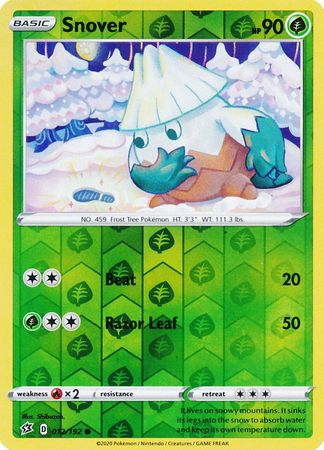 BASIC
Snover
HP 90
NO. 459 Frost Tree Pokémon HT: 3'3" WT: 111.3 lbs.
Beat 20
Razor Leaf 50
weakness ×2 resistance retreat
Illus. Shibuzoh.
D 012/192
It lives on snowy mountains. It sinks
its legs into the snow to absorb water
and keep its own temperature down.
©2020 Pokémon / Nintendo / Creatures / GAME FREAK